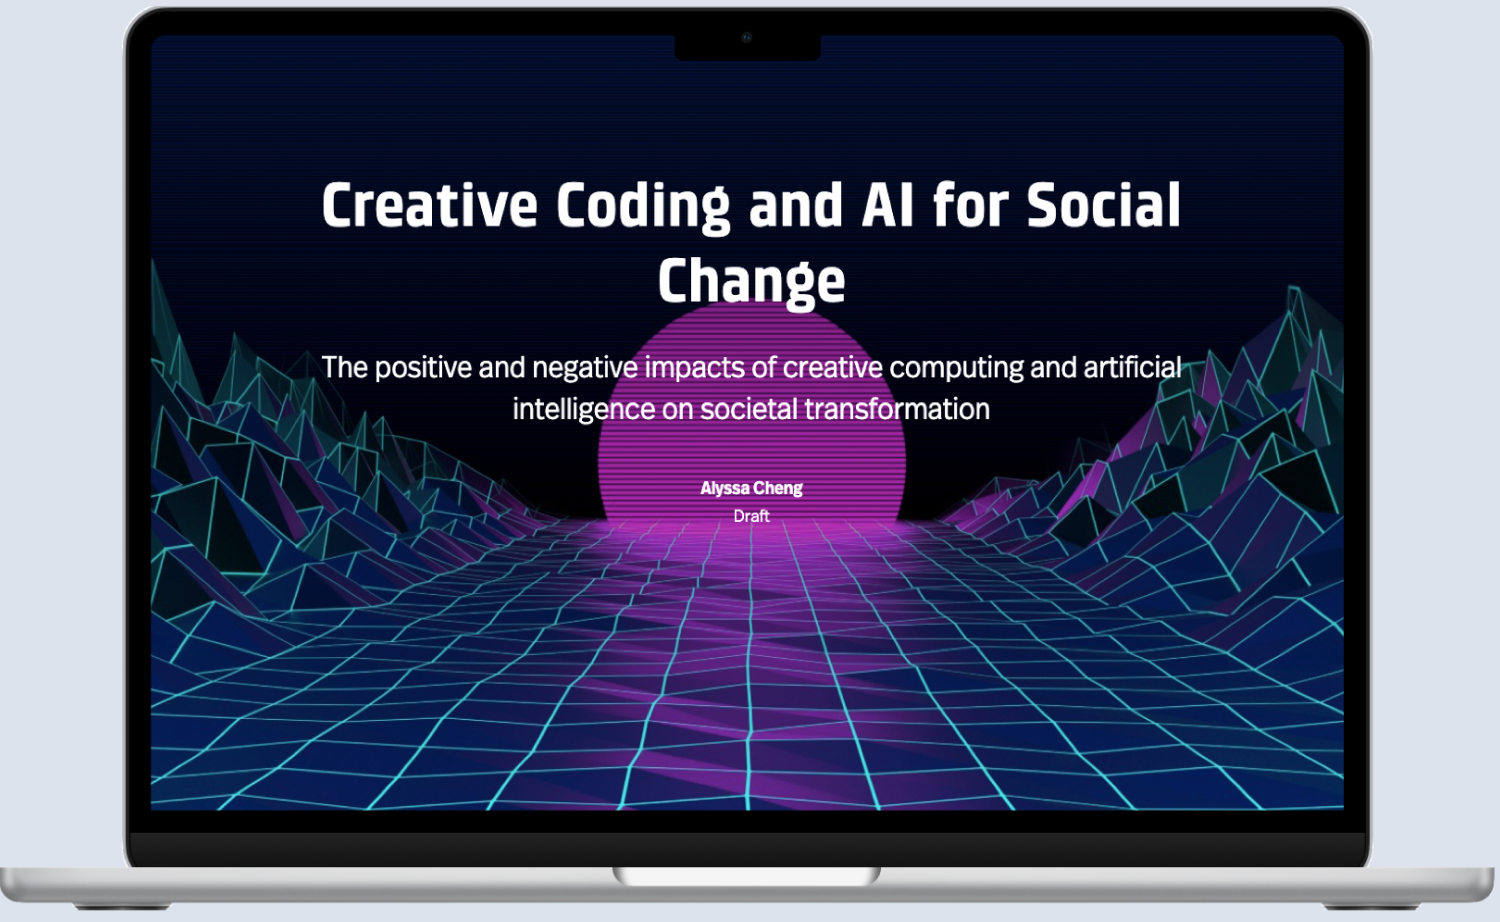 Creative Coding and AI for Social
Change
The positive and negative impacts of creative computing and artificial
intelligence on societal transformation
Alyssa Cheng
Draft